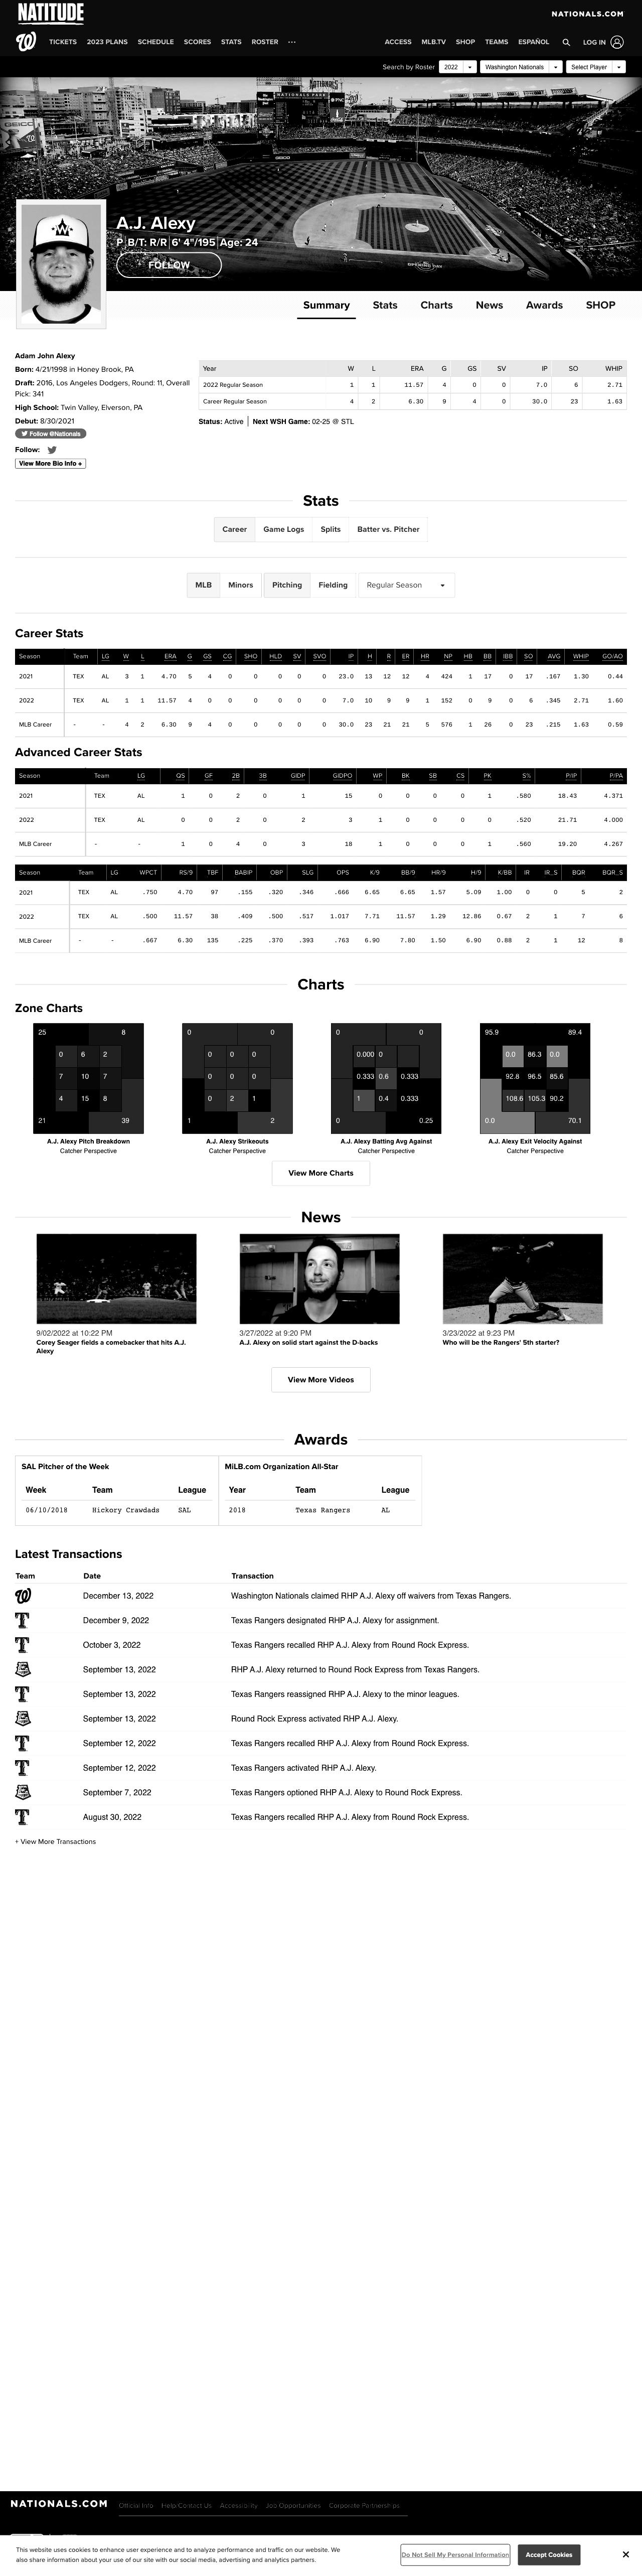 NATITUDE
NATIONALS.COM
TICKETS 2023 PLANS SCHEDULE SCORES STATS ROSTER ••• ACCESS MLB.TV SHOP TEAMS ESPAÑOL LOG IN
Search by Roster 2022 Washington Nationals Select Player
A.J. Alexy
P B/T: R/R 6' 4"/195 Age: 24
FOLLOW
Summary Stats Charts News Awards SHOP
Adam John Alexy
Born: 4/21/1998 in Honey Brook, PA
Draft: 2016, Los Angeles Dodgers, Round: 11, Overall
Pick: 341
High School: Twin Valley, Elverson, PA
Debut: 8/30/2021
Follow @Nationals
Follow:
View More Bio Info +
Year W L ERA G GS SV IP SO WHIP
2022 Regular Season 1 1 11.57 4 0 0 7.0 6 2.71
Career Regular Season 4 2 6.30 9 4 0 30.0 23 1.63
Status: Active Next WSH Game: 02-25 @ STL
Stats
Career Game Logs Splits Batter vs. Pitcher
MLB Minors Pitching Fielding Regular Season
Career Stats
Season Team LG W L ERA G GS CG SHO HLD SV SVO IP H R ER HR NP HB BB IBB SO AVG WHIP GO/AO
2021 TEX AL 3 1 4.70 5 4 0 0 0 0 0 23.0 13 12 12 4 424 1 17 0 17 .167 1.30 0.44
2022 TEX AL 1 1 11.57 4 0 0 0 0 0 0 7.0 10 9 9 1 152 0 9 0 6 .345 2.71 1.60
MLB Career - - 4 2 6.30 9 4 0 0 0 0 0 30.0 23 21 21 5 576 1 26 0 23 .215 1.63 0.59
Advanced Career Stats
Season Team LG QS GF 2B 3B GIDP GIDPO WP BK SB CS PK S% P/IP P/PA
2021 TEX AL 1 0 2 0 1 15 0 0 0 0 1 .580 18.43 4.371
2022 TEX AL 0 0 2 0 2 3 1 0 0 0 0 .520 21.71 4.000
MLB Career - - 1 0 4 0 3 18 1 0 0 0 1 .560 19.20 4.267
Season Team LG WPCT RS/9 TBF BABIP OBP SLG OPS K/9 BB/9 HR/9 H/9 K/BB IR IR_S BQR BQR_S
2021 TEX AL .750 4.70 97 .155 .320 .346 .666 6.65 6.65 1.57 5.09 1.00 0 0 5 2
2022 TEX AL .500 11.57 38 .409 .500 .517 1.017 7.71 11.57 1.29 12.86 0.67 2 1 7 6
MLB Career - - .667 6.30 135 .225 .370 .393 .763 6.90 7.80 1.50 6.90 0.88 2 1 12 8
Charts
Zone Charts
25 8 0 0 0 0 95.9 89.4
0 6 2 0 0 0 0.000 0 0.0 86.3 0.0
7 10 7 0 0 0 0.333 0.6 0.333 92.8 96.5 85.6
4 15 8 0 2 1 1 0.4 0.333 108.6 105.3 90.2
21 39 1 2 0 0.25 0.0 70.1
A.J. Alexy Pitch Breakdown A.J. Alexy Strikeouts A.J. Alexy Batting Avg Against A.J. Alexy Exit Velocity Against
Catcher Perspective Catcher Perspective Catcher Perspective Catcher Perspective
View More Charts
News
9/02/2022 at 10:22 PM
Corey Seager fields a comebacker that hits A.J.
Alexy
3/27/2022 at 9:20 PM
A.J. Alexy on solid start against the D-backs
3/23/2022 at 9:23 PM
Who will be the Rangers' 5th starter?
View More Videos
Awards
SAL Pitcher of the Week
Week Team League
06/10/2018 Hickory Crawdads SAL
MiLB.com Organization All-Star
Year Team League
2018 Texas Rangers AL
Latest Transactions
Team Date Transaction
December 13, 2022 Washington Nationals claimed RHP A.J. Alexy off waivers from Texas Rangers.
December 9, 2022 Texas Rangers designated RHP A.J. Alexy for assignment.
October 3, 2022 Texas Rangers recalled RHP A.J. Alexy from Round Rock Express.
September 13, 2022 RHP A.J. Alexy returned to Round Rock Express from Texas Rangers.
September 13, 2022 Texas Rangers reassigned RHP A.J. Alexy to the minor leagues.
September 13, 2022 Round Rock Express activated RHP A.J. Alexy.
September 12, 2022 Texas Rangers recalled RHP A.J. Alexy from Round Rock Express.
September 12, 2022 Texas Rangers activated RHP A.J. Alexy.
September 7, 2022 Texas Rangers optioned RHP A.J. Alexy to Round Rock Express.
August 30, 2022 Texas Rangers recalled RHP A.J. Alexy from Round Rock Express.
+ View More Transactions
NATIONALS.COM Official Info Help/Contact Us Accessibility Job Opportunities Corporate Partnerships
This website uses cookies to enhance user experience and to analyze performance and traffic on our website. We
also share information about your use of our site with our social media, advertising and analytics partners.
Do Not Sell My Personal Information Accept Cookies